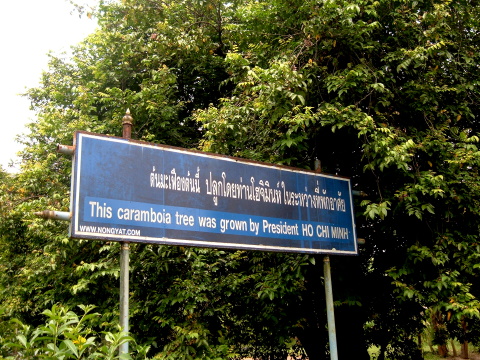 ต้นมะเฟืองต้นนี้ ปลูกโดยท่านโฮจิมินห์ ในระหว่างที่พักอาศัย
This caramboia tree was grown by President HO CHI MINH
WWW.NONGYAT.COM